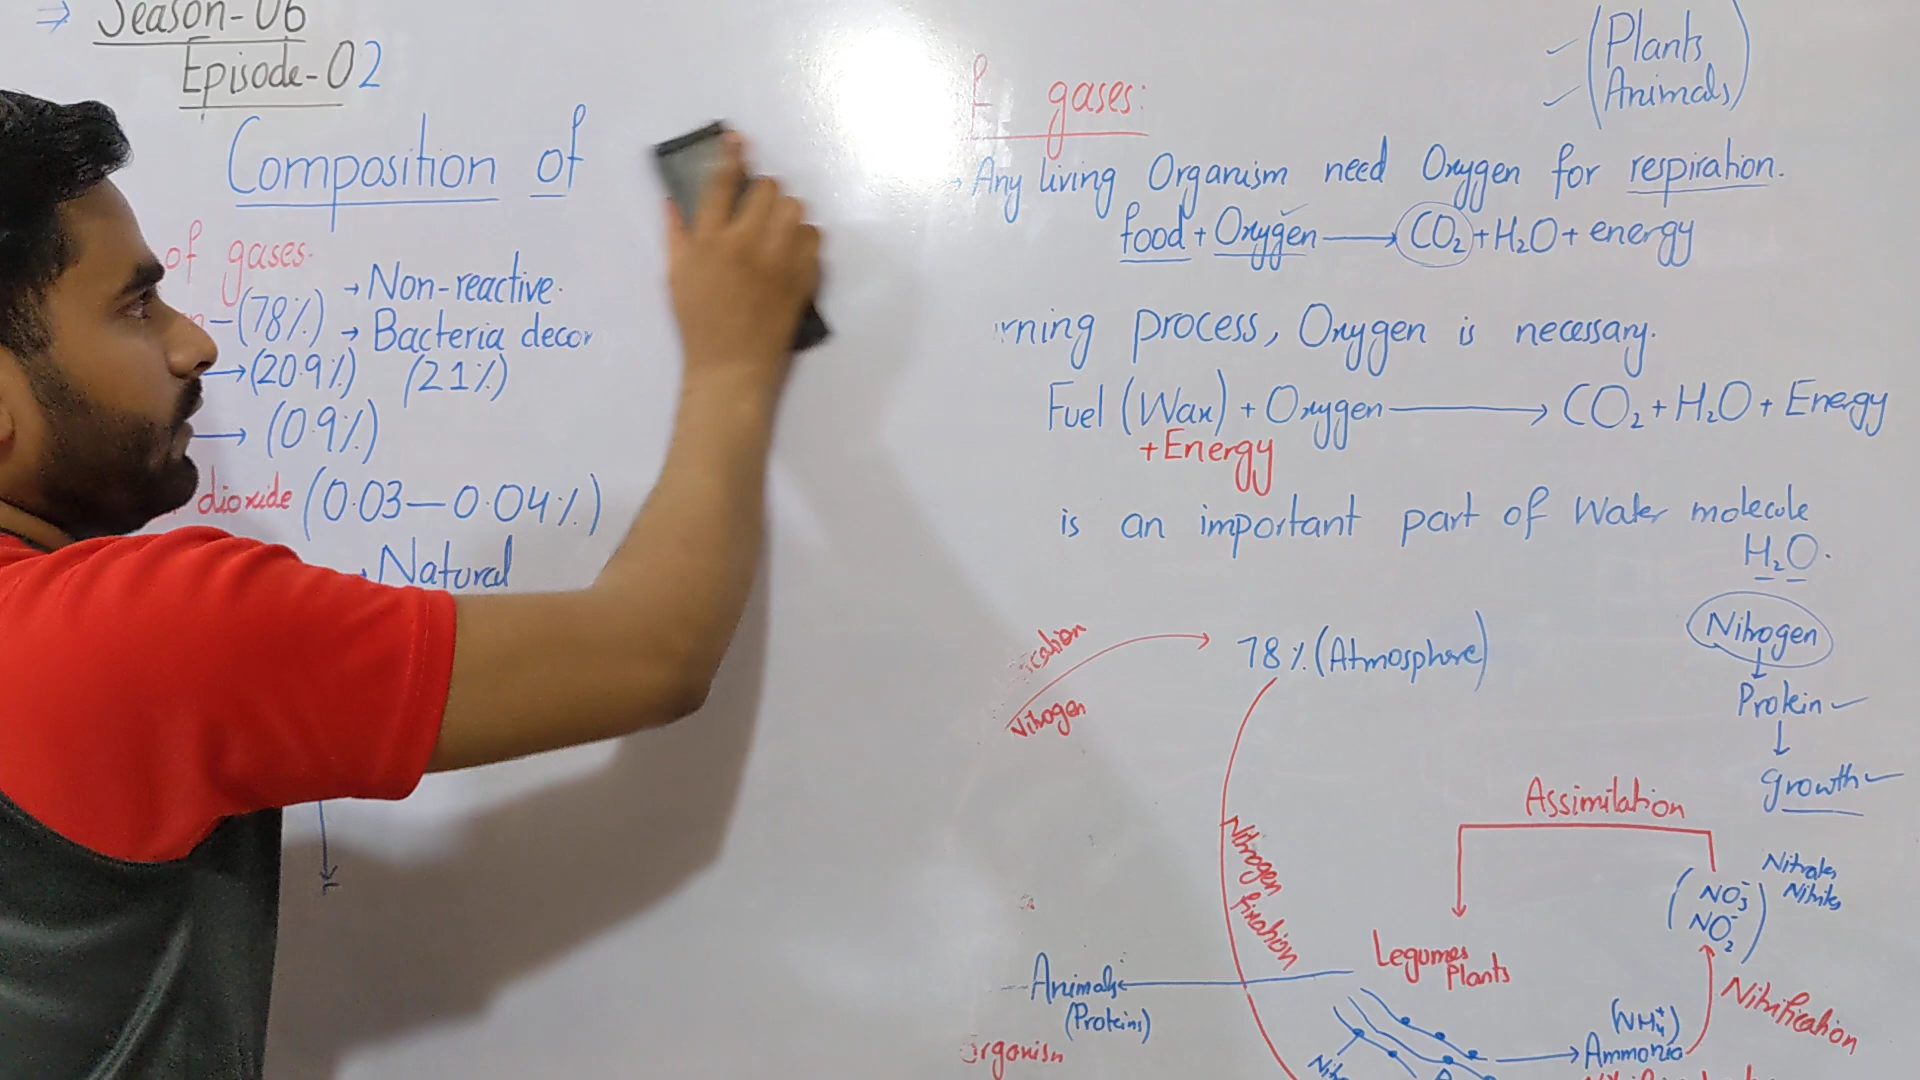 ⇒ Season-06
Episode-02
Composition of
of gases.
-(78%) → Non-reactive.
→ Bacteria decor
→(20.9%) (21%)
→ (0.9%)
dioxide (0.03—0.04%)
Natural
(Plants
Animals)
gases:
Any living Organism need Oxygen for respiration.
food + Oxygen → CO₂ + H₂O + energy
rning process, Oxygen is necessary.
Fuel (Wax) + Oxygen → CO₂ + H₂O + Energy
+Energy
is an important part of Water molecule
H₂O.
ication
Nitrogen
78% (Atmosphere)
Nitrogen
Protein
growth
Nitrogen fixation
Assimilation
Nitrates
Nitrites
(NO₃⁻
NO₂⁻)
Legumes
Plants
Nitrification
Animals
(Proteins)
(NH₄⁺)
Ammonia
Organism